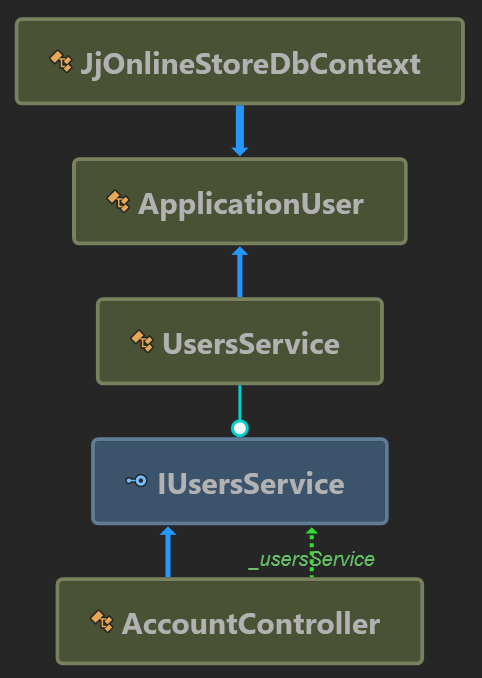 JjOnlineStoreDbContext
ApplicationUser
UsersService
IUsersService
_usersService
AccountController